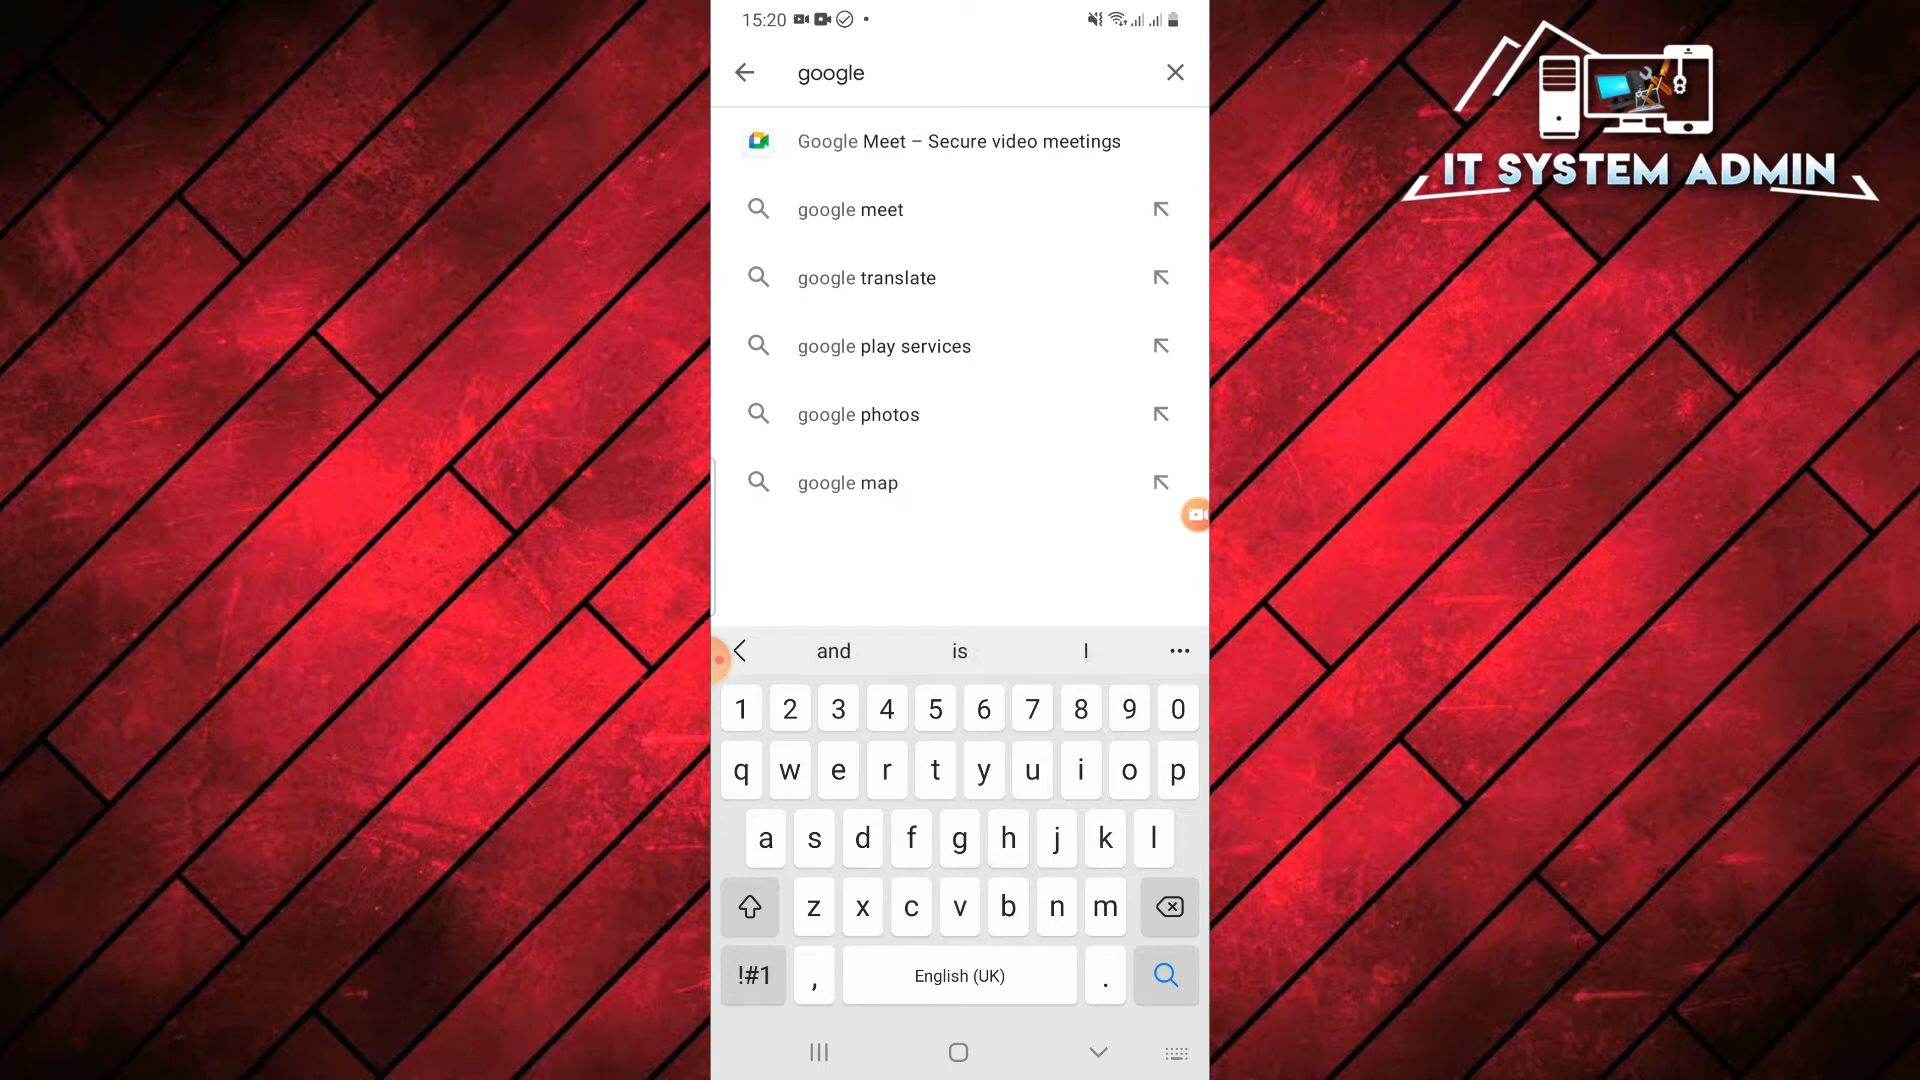 15:20
google
Google Meet – Secure video meetings
google meet
google translate
google play services
google photos
google map
and is I
1 2 3 4 5 6 7 8 9 0
q w e r t y u i o p
a s d f g h j k l
z x c v b n m
!#1 , English (UK) .
IT SYSTEM ADMIN